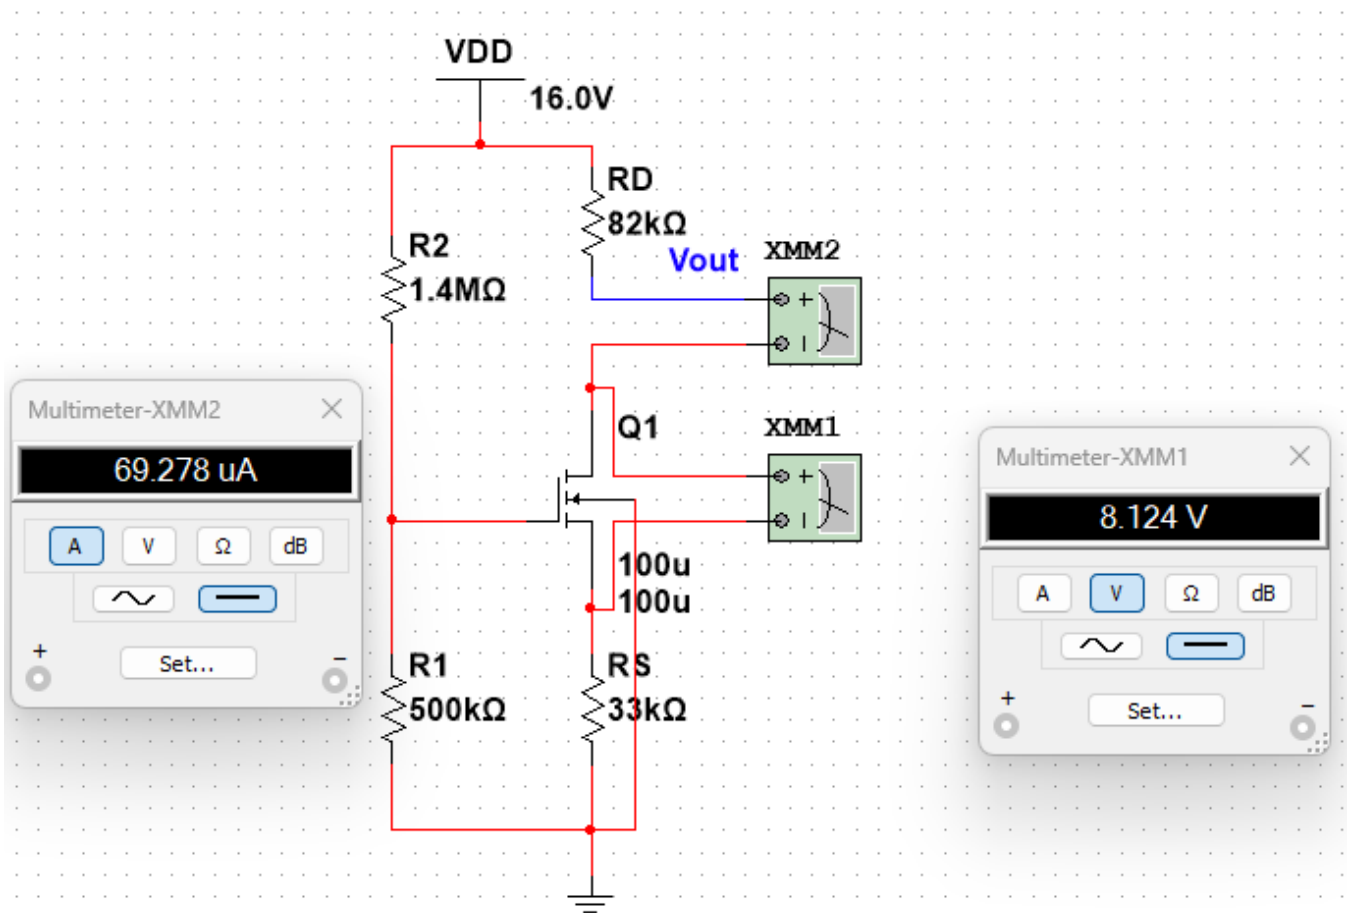 VDD
16.0V
RD
82kΩ
R2
1.4MΩ
Vout
XMM2
+
Multimeter-XMM2
69.278 uA
A
V
Ω
dB
Set...
+
−
Q1
XMM1
+
100u
100u
R1
500kΩ
RS
33kΩ
Multimeter-XMM1
8.124 V
A
V
Ω
dB
Set...
+
−